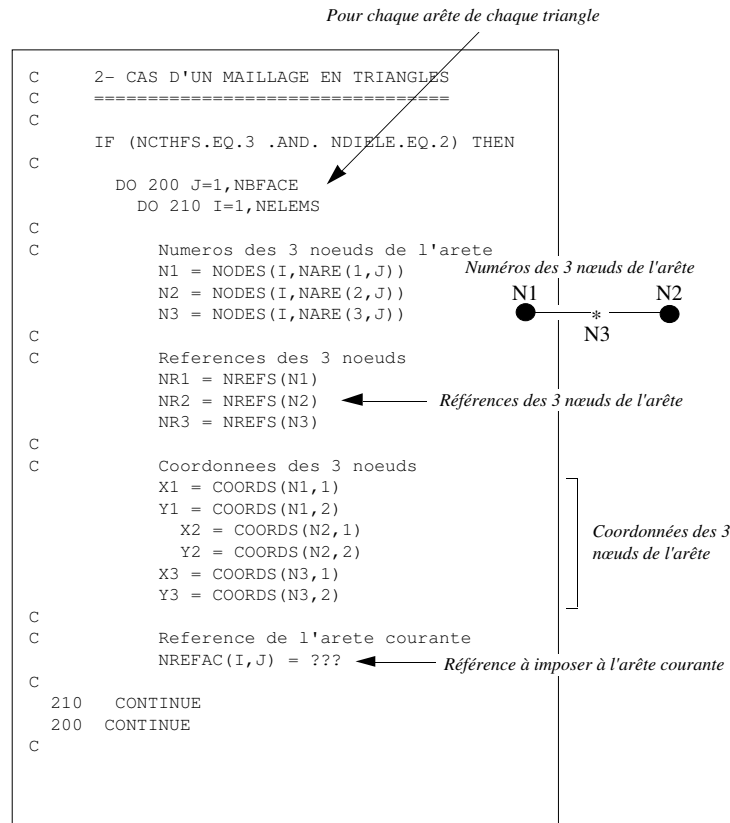 Pour chaque arête de chaque triangle
C      2- CAS D'UN MAILLAGE EN TRIANGLES
C      =================================
C
       IF (NCTHFS.EQ.3 .AND. NDIELE.EQ.2) THEN
C
         DO 200 J=1,NBFACE
           DO 210 I=1,NELEMS
C
C            Numeros des 3 noeuds de l'arete
             N1 = NODES(I,NARE(1,J))
             N2 = NODES(I,NARE(2,J))
             N3 = NODES(I,NARE(3,J))
Numéros des 3 nœuds de l'arête
N1 N2
*
N3
C
C            References des 3 noeuds
             NR1 = NREFS(N1)
             NR2 = NREFS(N2)
             NR3 = NREFS(N3)
Références des 3 nœuds de l'arête
C
C            Coordonnees des 3 noeuds
             X1 = COORDS(N1,1)
             Y1 = COORDS(N1,2)
               X2 = COORDS(N2,1)
               Y2 = COORDS(N2,2)
             X3 = COORDS(N3,1)
             Y3 = COORDS(N3,2)
Coordonnées des 3
nœuds de l'arête
C
C            Reference de l'arete courante
             NREFAC(I,J) = ???
Référence à imposer à l'arête courante
C
  210   CONTINUE
  200  CONTINUE
C